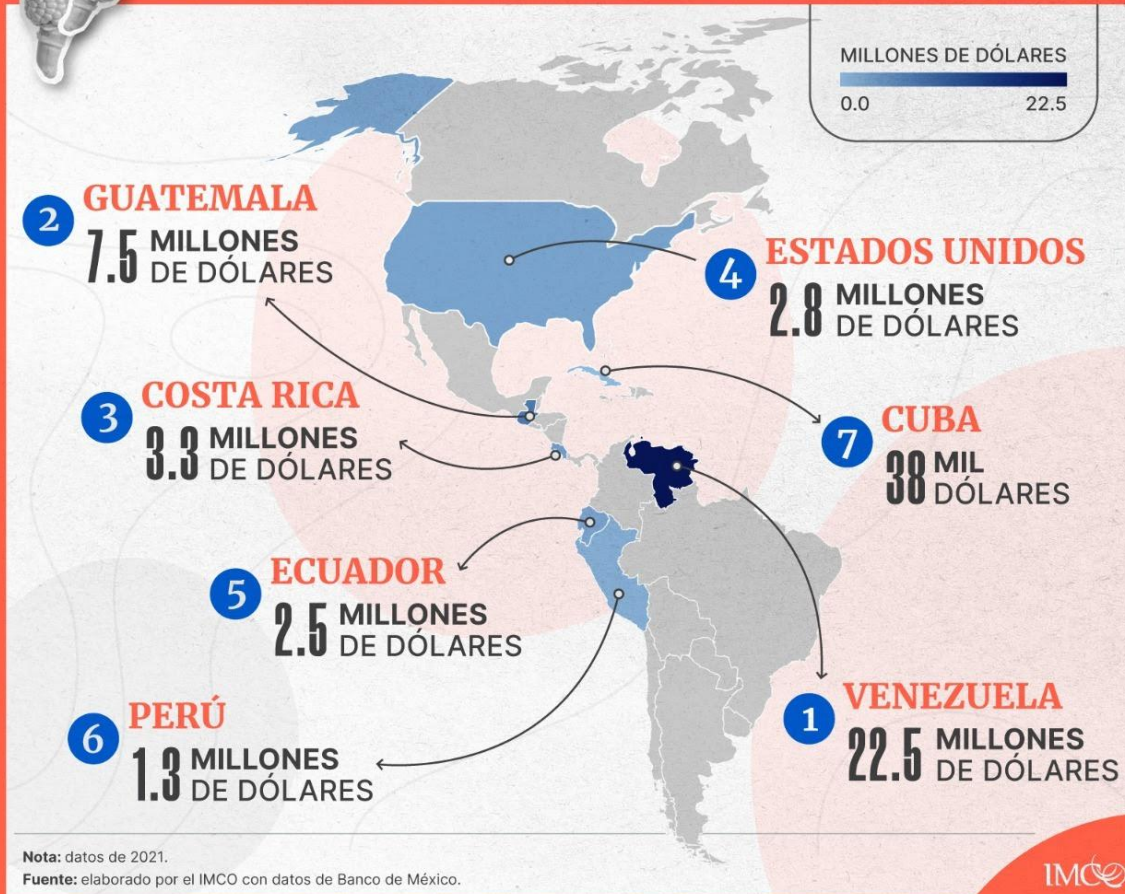 MILLONES DE DÓLARES
0.0 22.5
2 GUATEMALA
7.5 MILLONES
DE DÓLARES
4 ESTADOS UNIDOS
2.8 MILLONES
DE DÓLARES
3 COSTA RICA
3.3 MILLONES
DE DÓLARES
7 CUBA
38 MIL
DÓLARES
5 ECUADOR
2.5 MILLONES
DE DÓLARES
6 PERÚ
1.3 MILLONES
DE DÓLARES
1 VENEZUELA
22.5 MILLONES
DE DÓLARES
Nota: datos de 2021.
Fuente: elaborado por el IMCO con datos de Banco de México.
IMCO